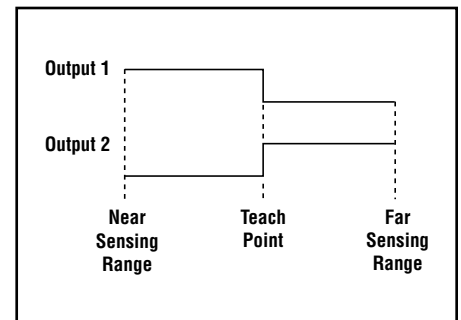 Output 1
Output 2
Near Sensing Range
Teach Point
Far Sensing Range